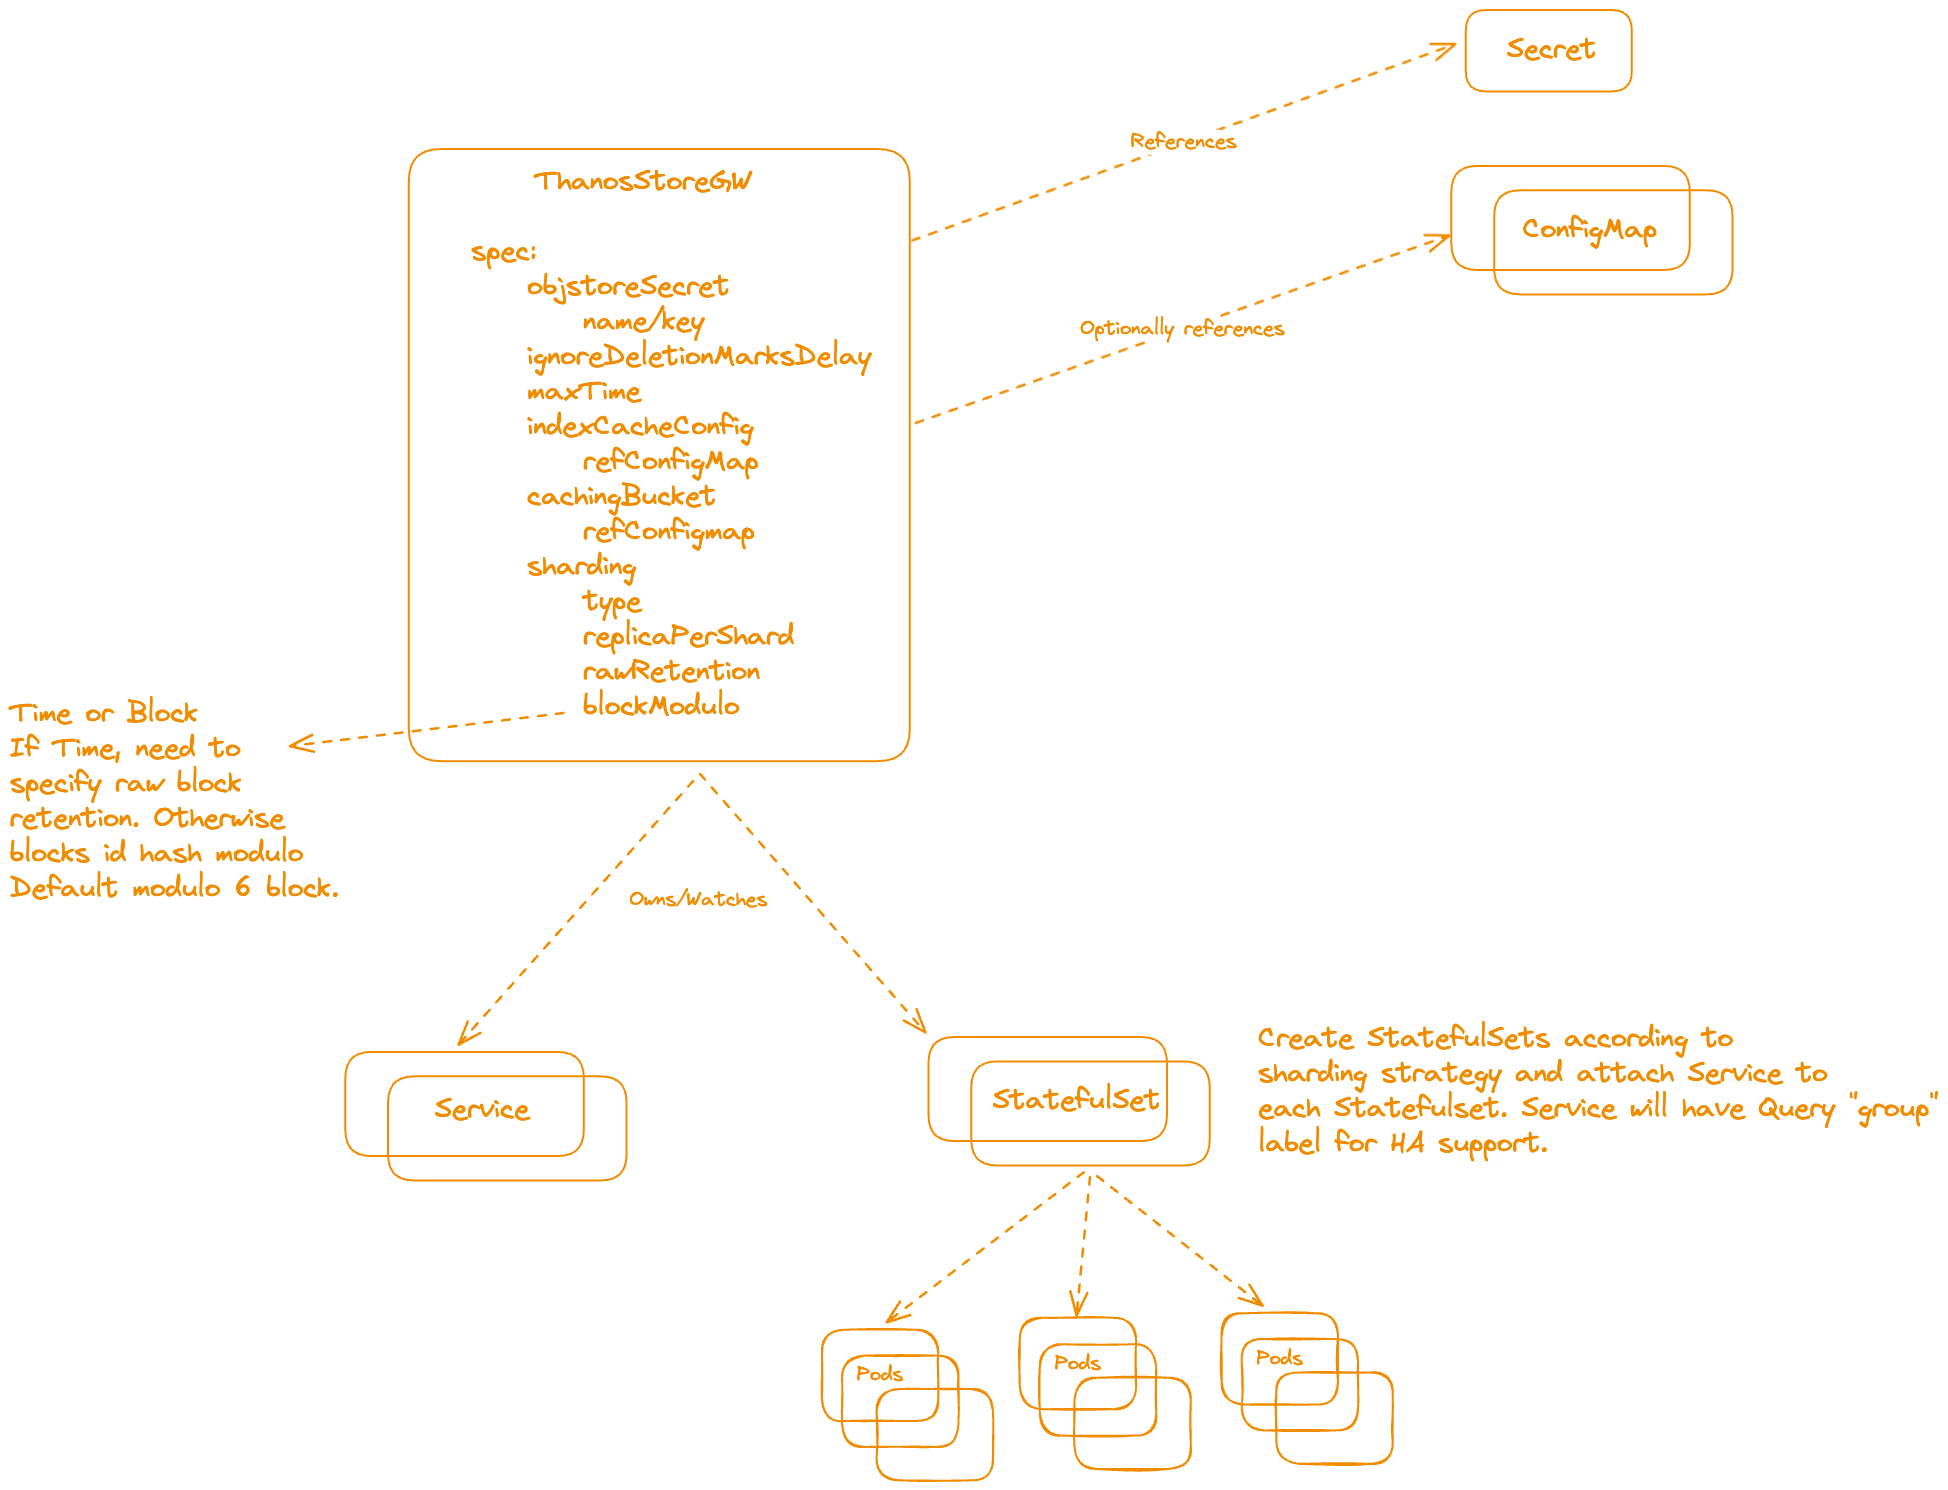 Secret
References
ThanosStoreGW
ConfigMap
spec:
objstoreSecret
name/key
Optionally references
ignoreDeletionMarksDelay
maxTime
indexCacheConfig
refConfigMap
cachingBucket
refConfigmap
sharding
type
replicaPerShard
rawRetention
blockModulo
Time or Block
If Time, need to
specify raw block
retention. Otherwise
blocks id hash modulo
Default modulo 6 block.
Owns/Watches
Service
StatefulSet
Create StatefulSets according to
sharding strategy and attach Service to
each Statefulset. Service will have Query "group"
label for HA support.
Pods
Pods
Pods